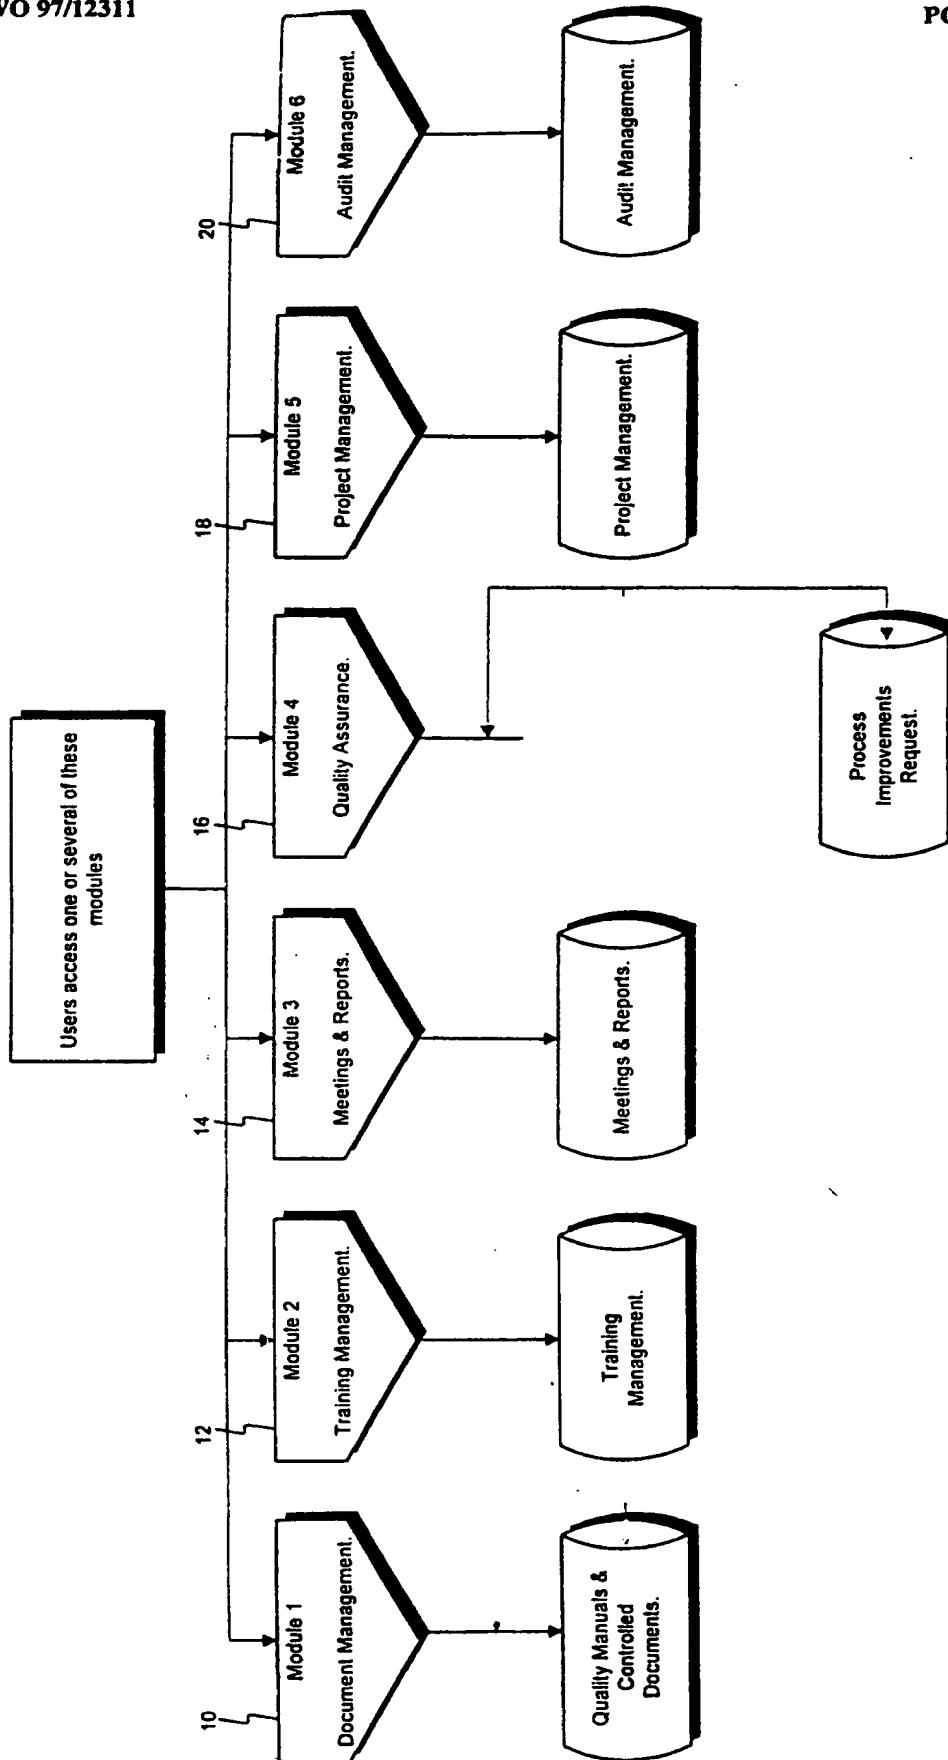 VO 97/12311
PC
Users access one or several of these
modules
10
Module 1
Document Management.
12
Module 2
Training Management.
14
Module 3
Meetings & Reports.
16
Module 4
Quality Assurance.
18
Module 5
Project Management.
20
Module 6
Audit Management.
Quality Manuals &
Controlled
Documents.
Training
Management.
Meetings & Reports.
Process
Improvements
Request.
Project Management.
Audit Management.